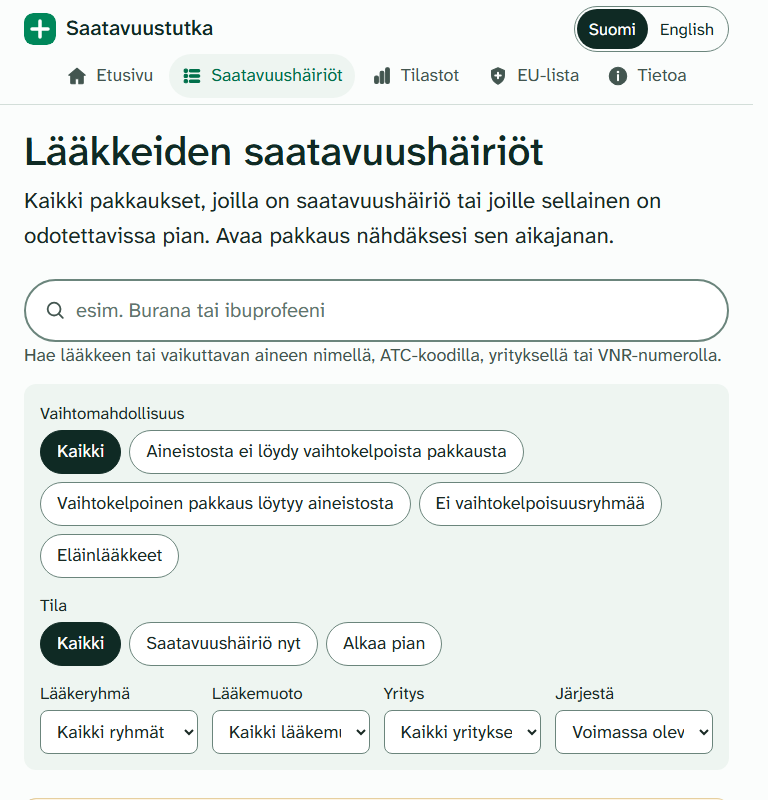 Saatavuustutka
Suomi English
Etusivu Saatavuushäiriöt Tilastot EU-lista Tietoa
Lääkkeiden saatavuushäiriöt
Kaikki pakkaukset, joilla on saatavuushäiriö tai joille sellainen on
odotettavissa pian. Avaa pakkaus nähdäksesi sen aikajanan.
esim. Burana tai ibuprofeeni
Hae lääkkeen tai vaikuttavan aineen nimellä, ATC-koodilla, yrityksellä tai VNR-numerolla.
Vaihtomahdollisuus
Kaikki Aineistosta ei löydy vaihtokelpoista pakkausta
Vaihtokelpoinen pakkaus löytyy aineistosta Ei vaihtokelpoisuusryhmää
Eläinlääkkeet
Tila
Kaikki Saatavuushäiriö nyt Alkaa pian
Lääkeryhmä Lääkemuoto Yritys Järjestä
Kaikki ryhmät Kaikki lääkemu Kaikki yritykse Voimassa olev